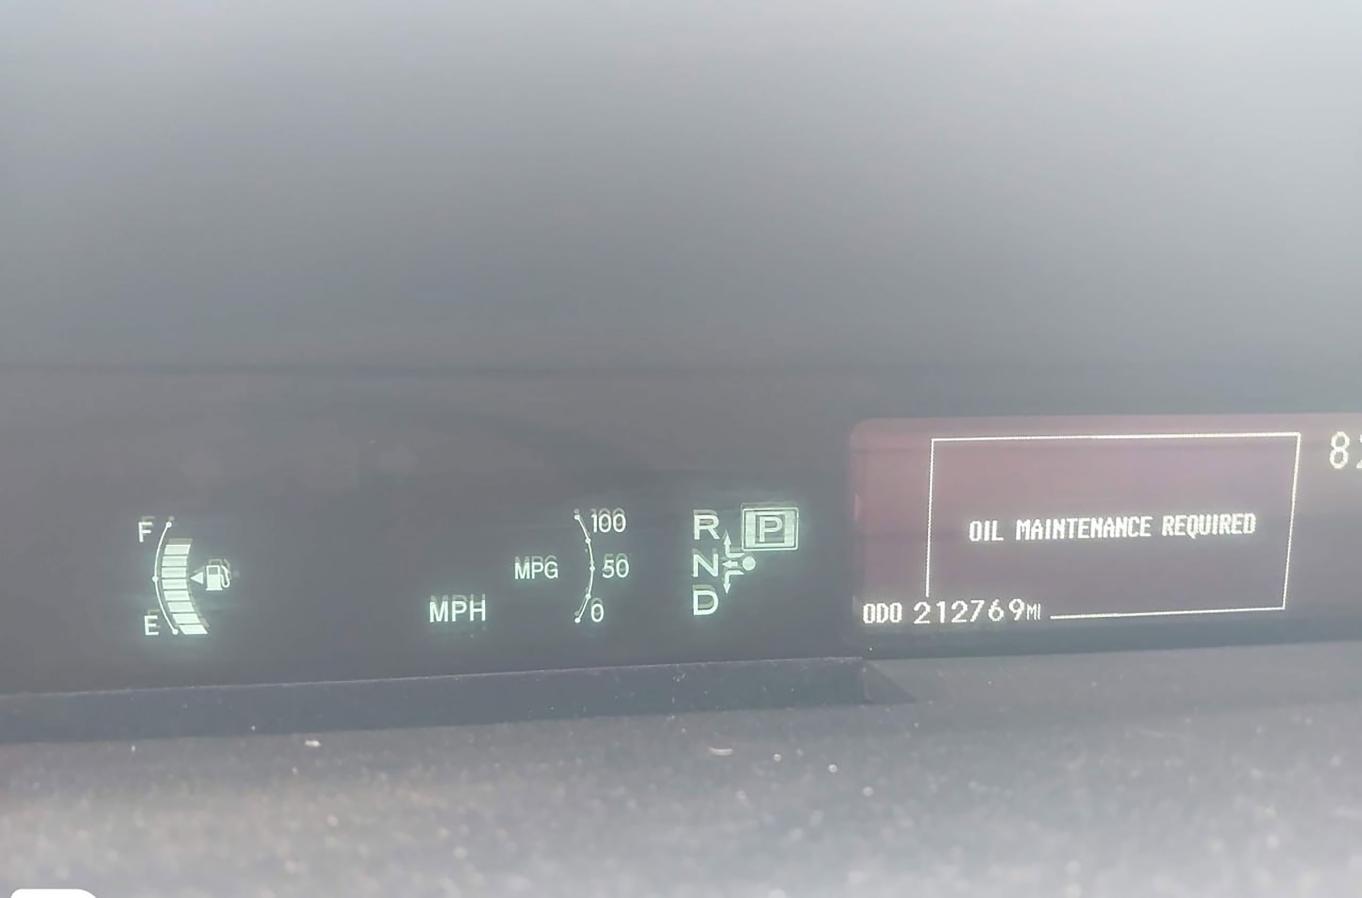 F
E
MPH
MPG
100
50
0
R P
N
D
OIL MAINTENANCE REQUIRED
ODO 212769MI